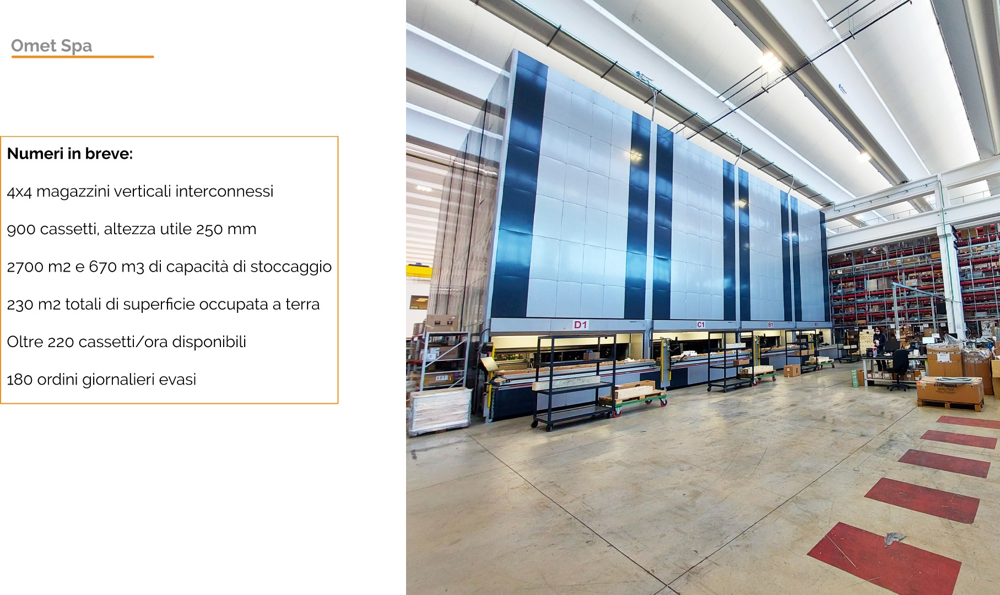 Omet Spa
Numeri in breve:
4x4 magazzini verticali interconnessi
900 cassetti, altezza utile 250 mm
2700 m2 e 670 m3 di capacità di stoccaggio
230 m2 totali di superficie occupata a terra
Oltre 220 cassetti/ora disponibili
180 ordini giornalieri evasi
D1
C1
B1
A1